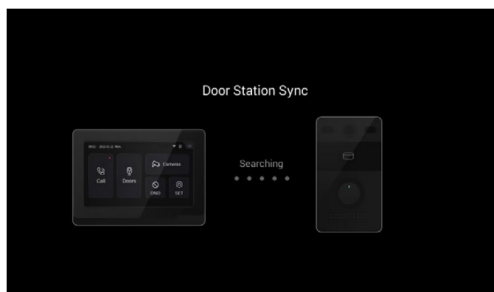 Door Station Sync
Searching
Call
Doors
Cameras
DND
SET